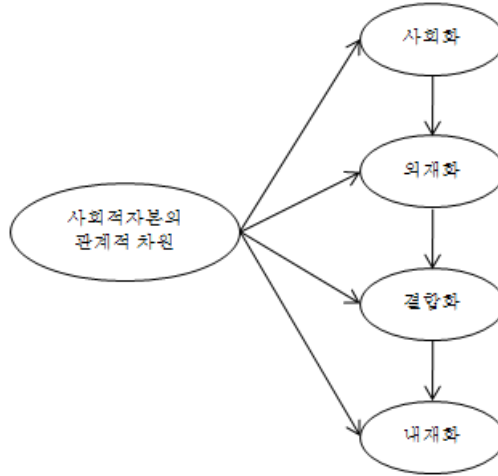 사회화
외재화
사회적자본의
관계적 차원
결합화
내재화